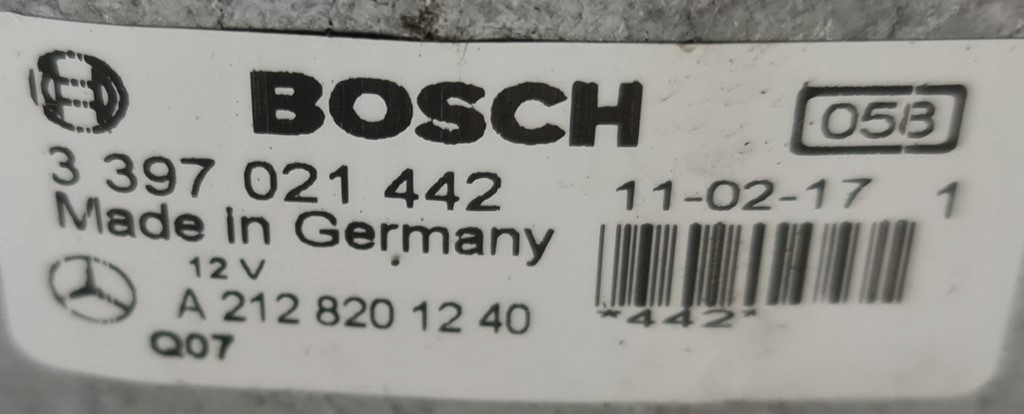 BOSCH 05B
3 397 021 442 11-02-17 1
Made in Germany
12 V
A 212 820 12 40 *442*
Q07